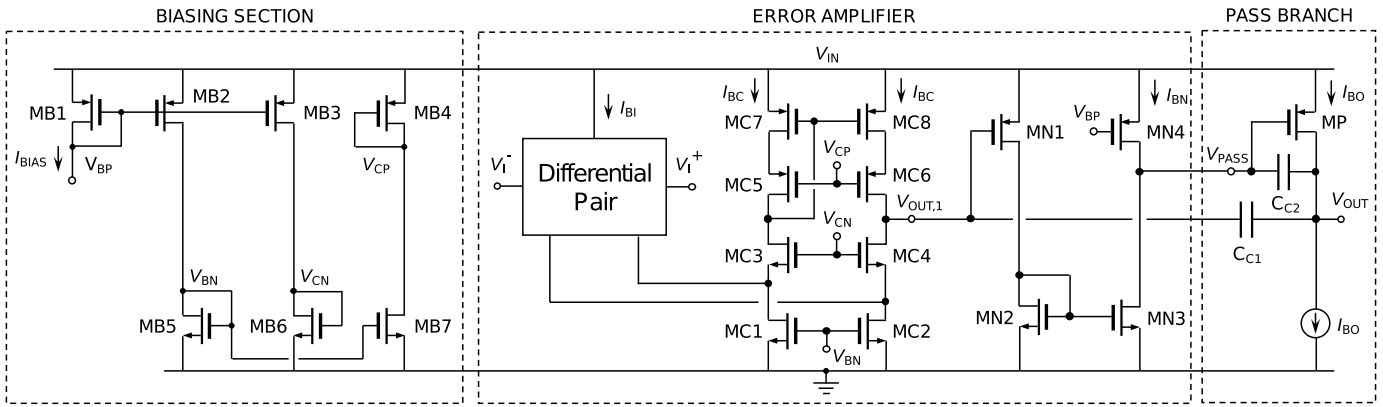 BIASING SECTION
ERROR AMPLIFIER
PASS BRANCH
VIN
MB1
MB2
MB3
MB4
IBIAS
VBP
VCP
VBN
VCN
MB5
MB6
MB7
IBI
VI-
Differential
Pair
VI+
IBC
IBC
MC7
MC8
VCP
MC5
MC6
VOUT,1
VCN
MC3
MC4
MC1
MC2
VBN
MN1
VBP
IBN
MN4
MN2
MN3
IBO
MP
VPASS
CC2
VOUT
CC1
IBO